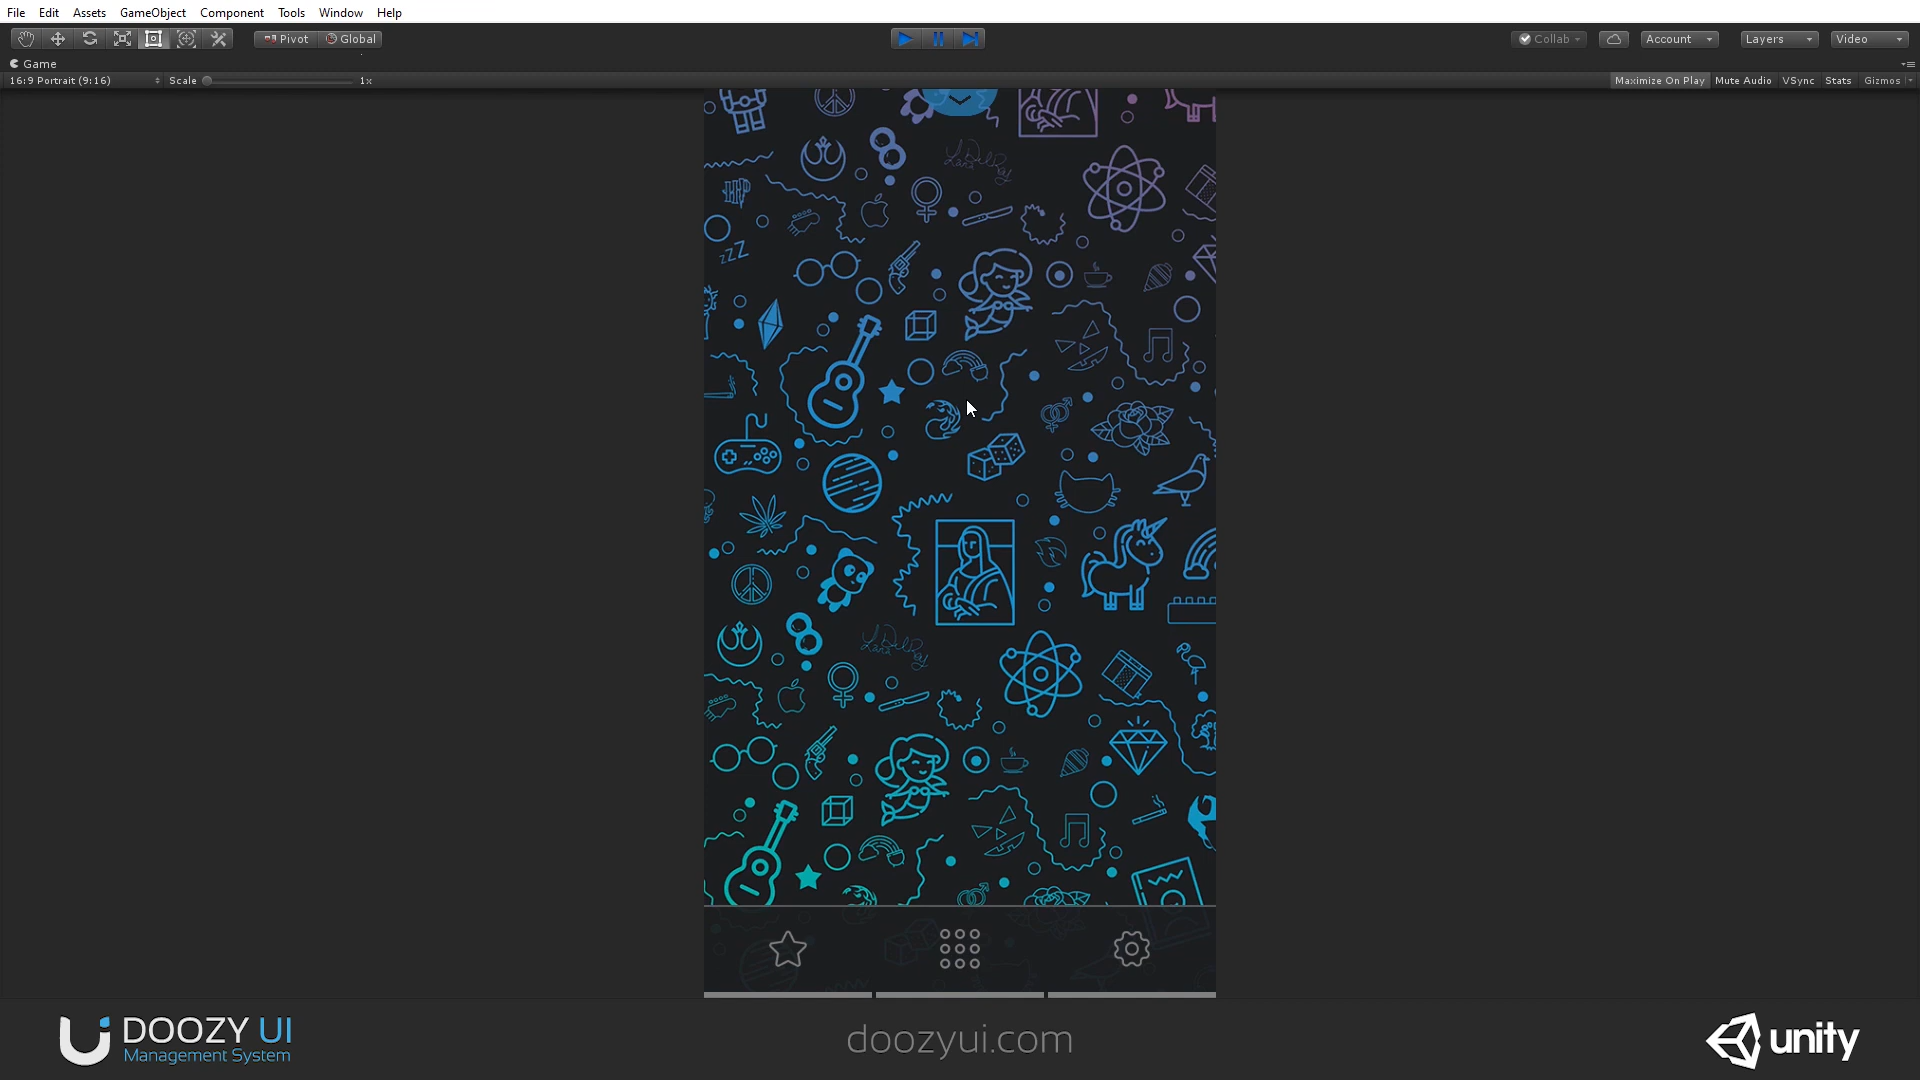 File Edit Assets GameObject Component Tools Window Help
Pivot Global Collab Account Layers Video
Game
16:9 Portrait (9:16) Scale 1x Maximize On Play Mute Audio VSync Stats Gizmos
zZZ
DOOZY UI
Management System
doozyui.com
unity